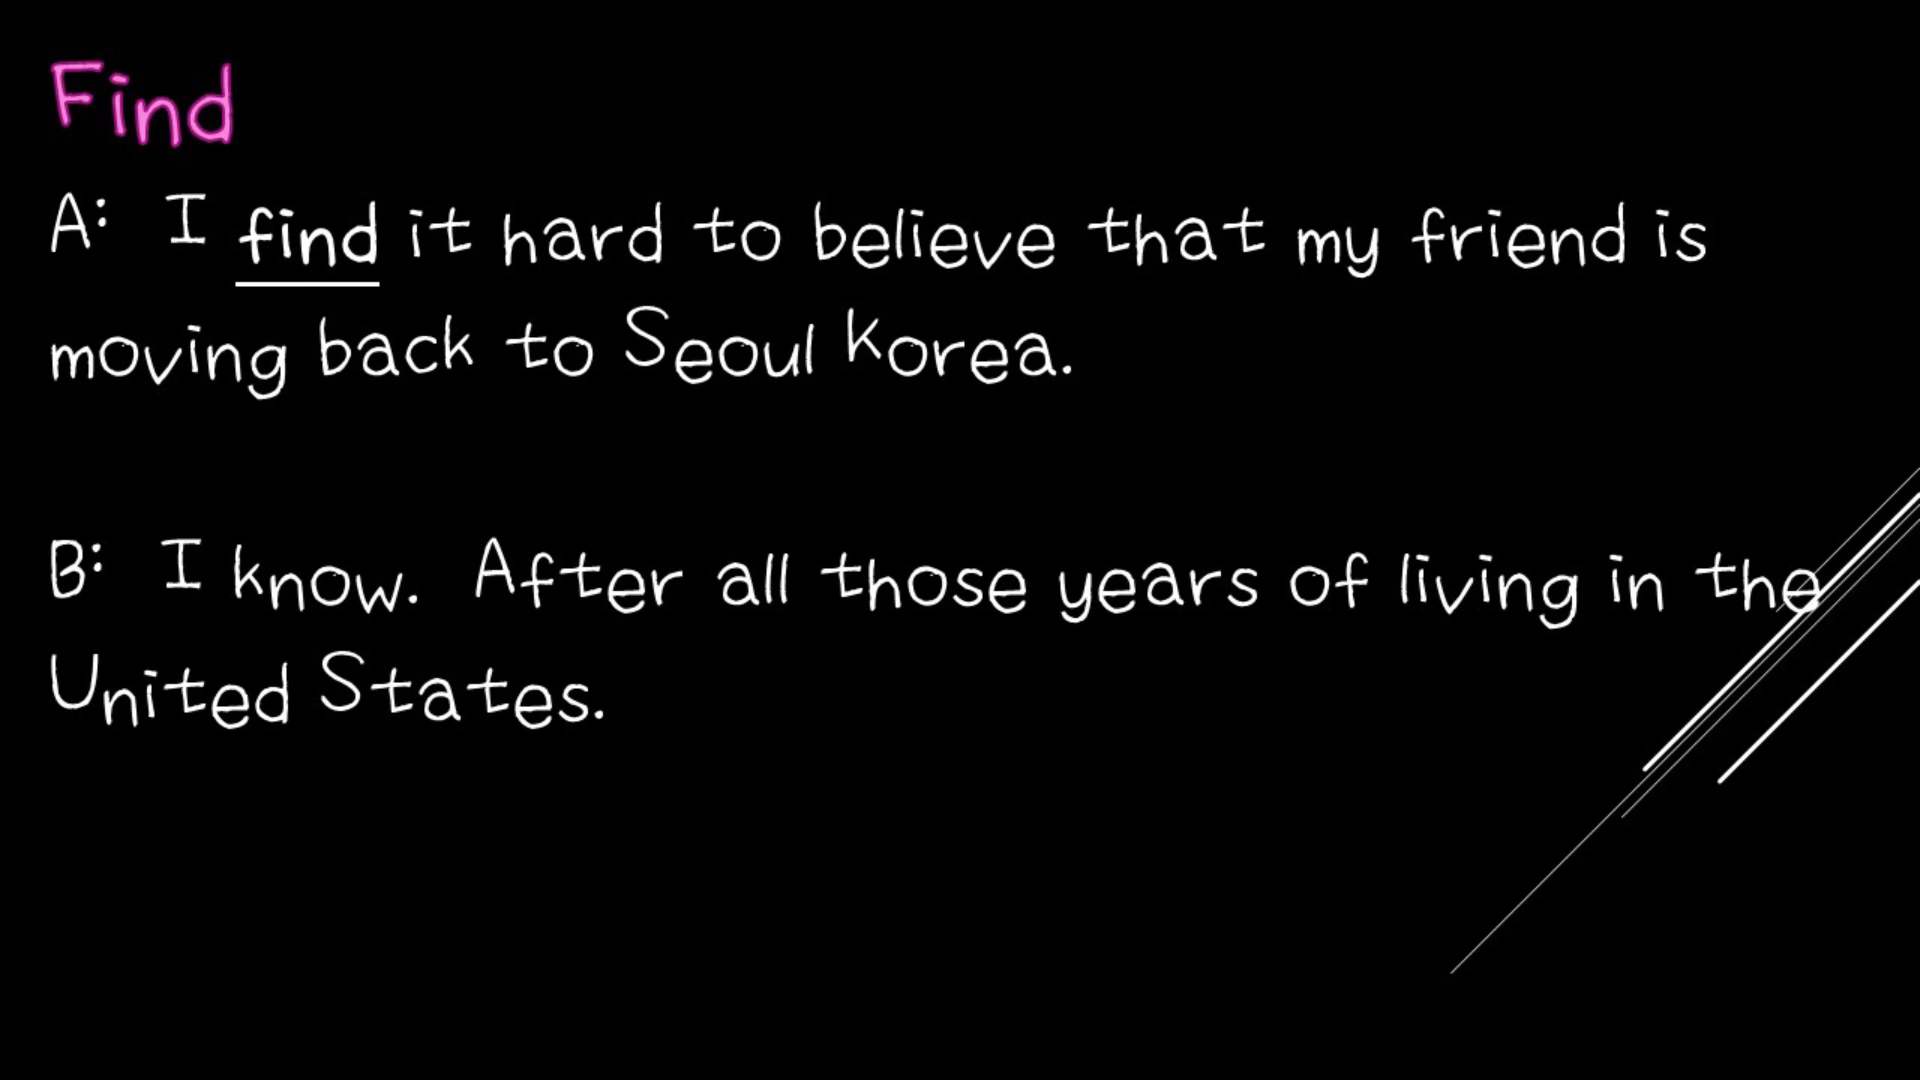 Find
A: I find it hard to believe that my friend is
moving back to Seoul Korea.
B: I know. After all those years of living in the
United States.